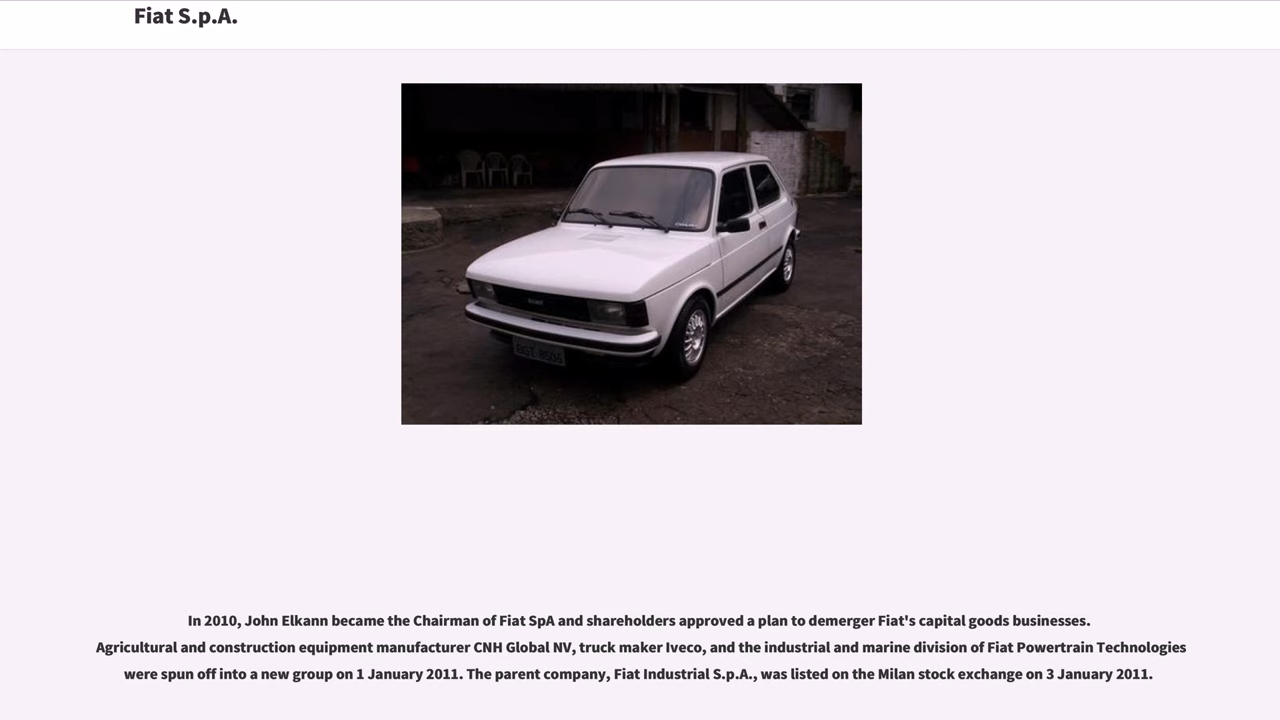 Fiat S.p.A.
In 2010, John Elkann became the Chairman of Fiat SpA and shareholders approved a plan to demerger Fiat's capital goods businesses.
Agricultural and construction equipment manufacturer CNH Global NV, truck maker Iveco, and the industrial and marine division of Fiat Powertrain Technologies
were spun off into a new group on 1 January 2011. The parent company, Fiat Industrial S.p.A., was listed on the Milan stock exchange on 3 January 2011.